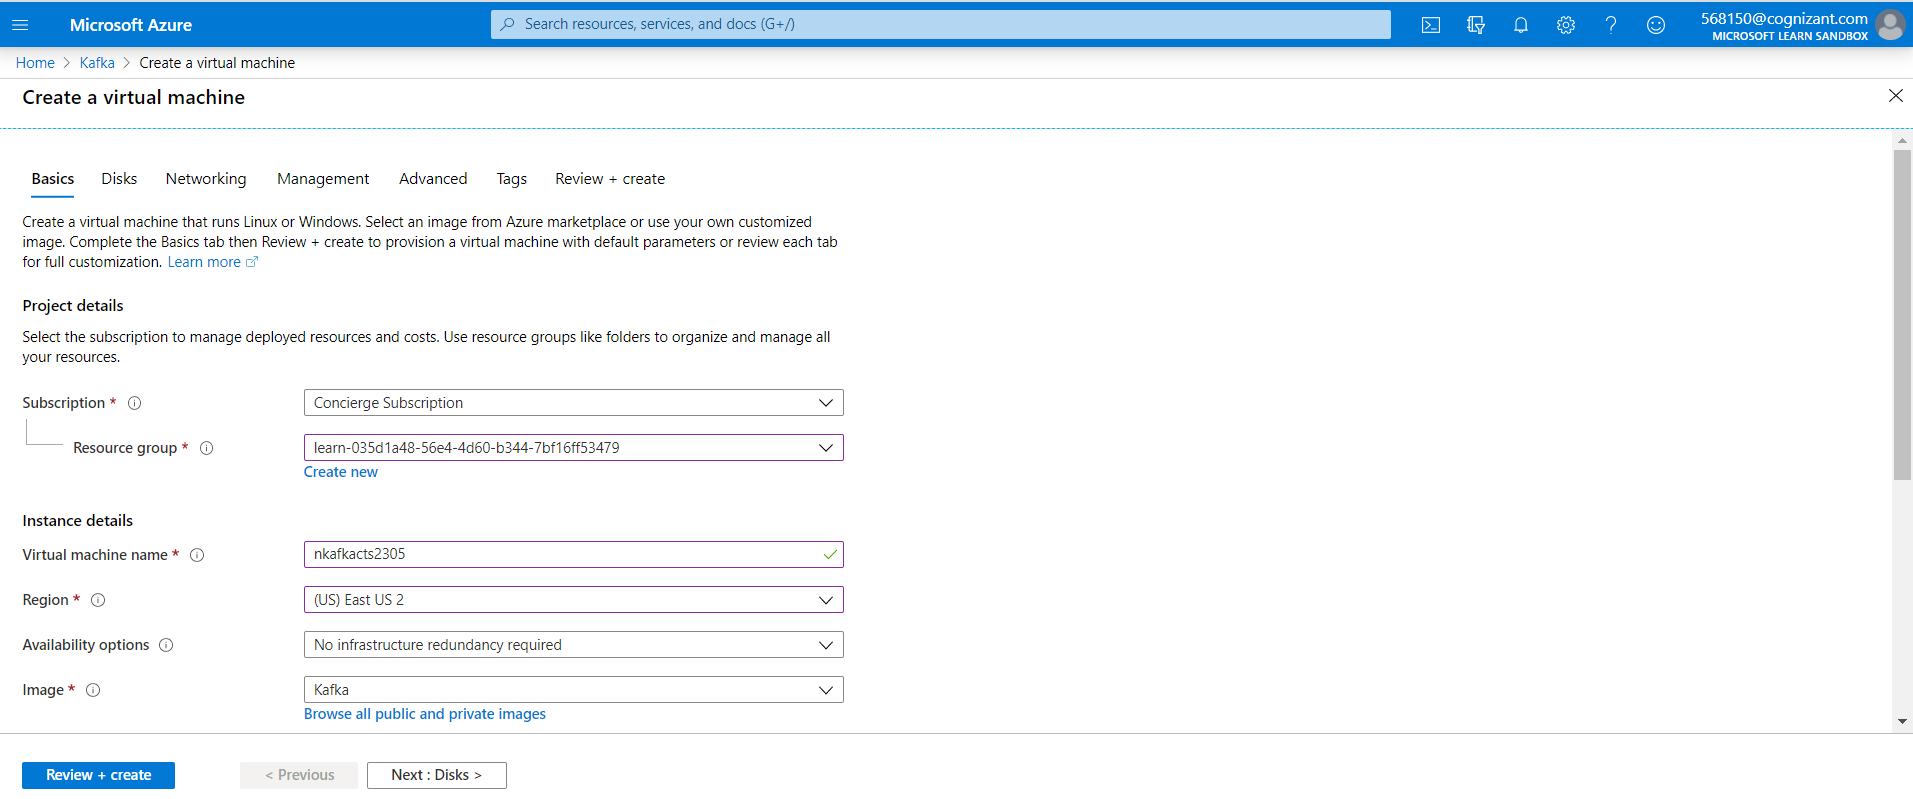 Microsoft Azure
Search resources, services, and docs (G+/)
568150@cognizant.com
MICROSOFT LEARN SANDBOX
Home > Kafka > Create a virtual machine
Create a virtual machine
Basics Disks Networking Management Advanced Tags Review + create
Create a virtual machine that runs Linux or Windows. Select an image from Azure marketplace or use your own customized
image. Complete the Basics tab then Review + create to provision a virtual machine with default parameters or review each tab
for full customization. Learn more
Project details
Select the subscription to manage deployed resources and costs. Use resource groups like folders to organize and manage all
your resources.
Subscription * Concierge Subscription
Resource group * learn-035d1a48-56e4-4d60-b344-7bf16ff53479
Create new
Instance details
Virtual machine name * nkafkacts2305
Region * (US) East US 2
Availability options No infrastructure redundancy required
Image * Kafka
Browse all public and private images
Review + create < Previous Next : Disks >